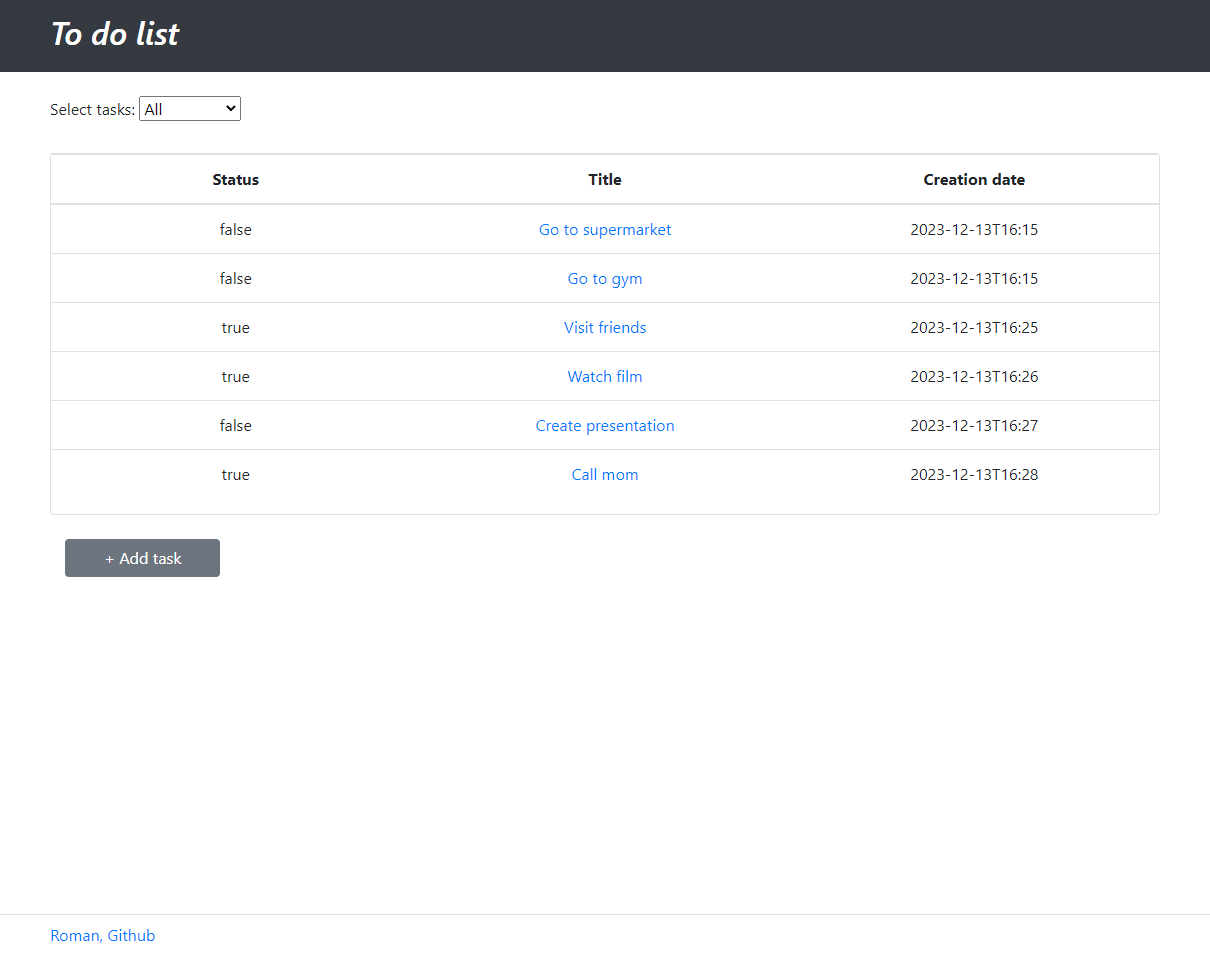 To do list
Select tasks: All
Status Title Creation date
false Go to supermarket 2023-12-13T16:15
false Go to gym 2023-12-13T16:15
true Visit friends 2023-12-13T16:25
true Watch film 2023-12-13T16:26
false Create presentation 2023-12-13T16:27
true Call mom 2023-12-13T16:28
+ Add task
Roman, Github